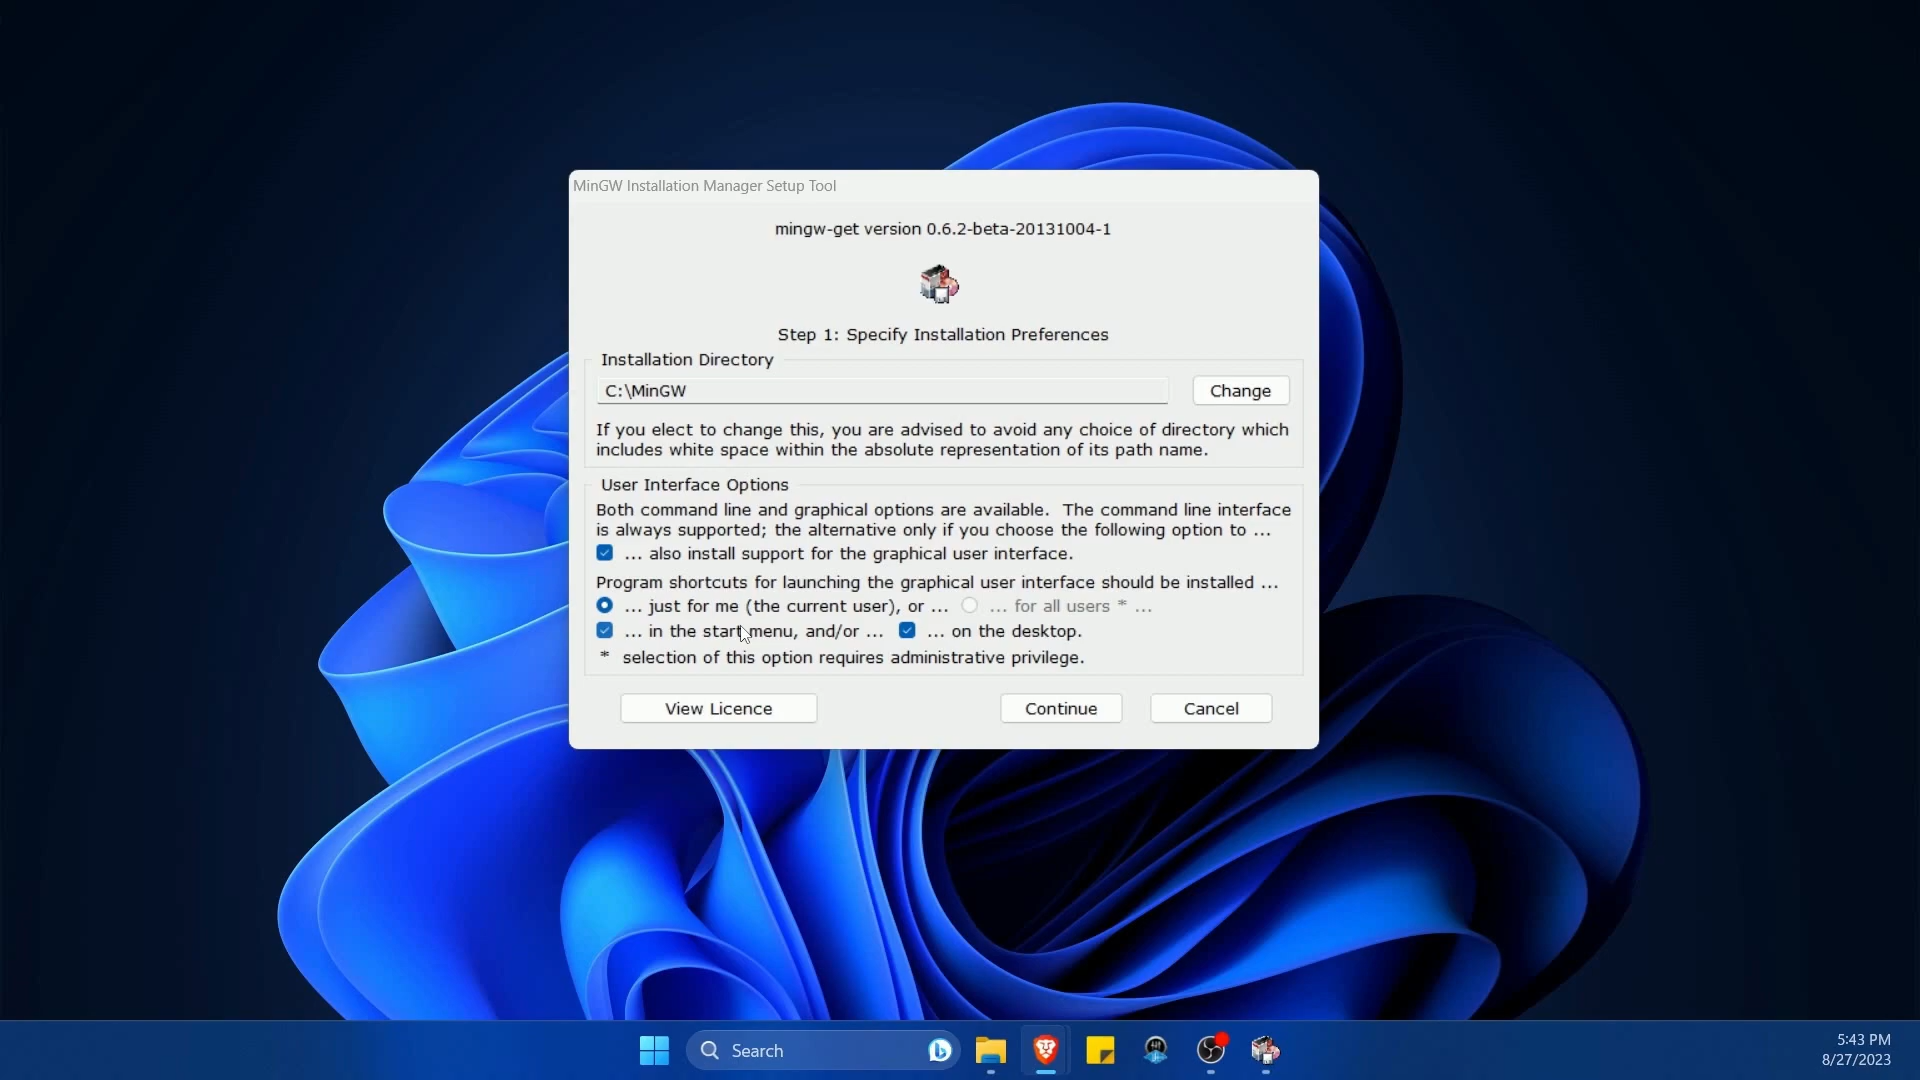 MinGW Installation Manager Setup Tool
mingw-get version 0.6.2-beta-20131004-1
Step 1: Specify Installation Preferences
Installation Directory
C:\MinGW
Change
If you elect to change this, you are advised to avoid any choice of directory which
includes white space within the absolute representation of its path name.
User Interface Options
Both command line and graphical options are available.  The command line interface
is always supported; the alternative only if you choose the following option to ...
... also install support for the graphical user interface.
Program shortcuts for launching the graphical user interface should be installed ...
... just for me (the current user), or ... ... for all users * ...
... in the start menu, and/or ... ... on the desktop.
* selection of this option requires administrative privilege.
View Licence Continue Cancel
Search
5:43 PM
8/27/2023